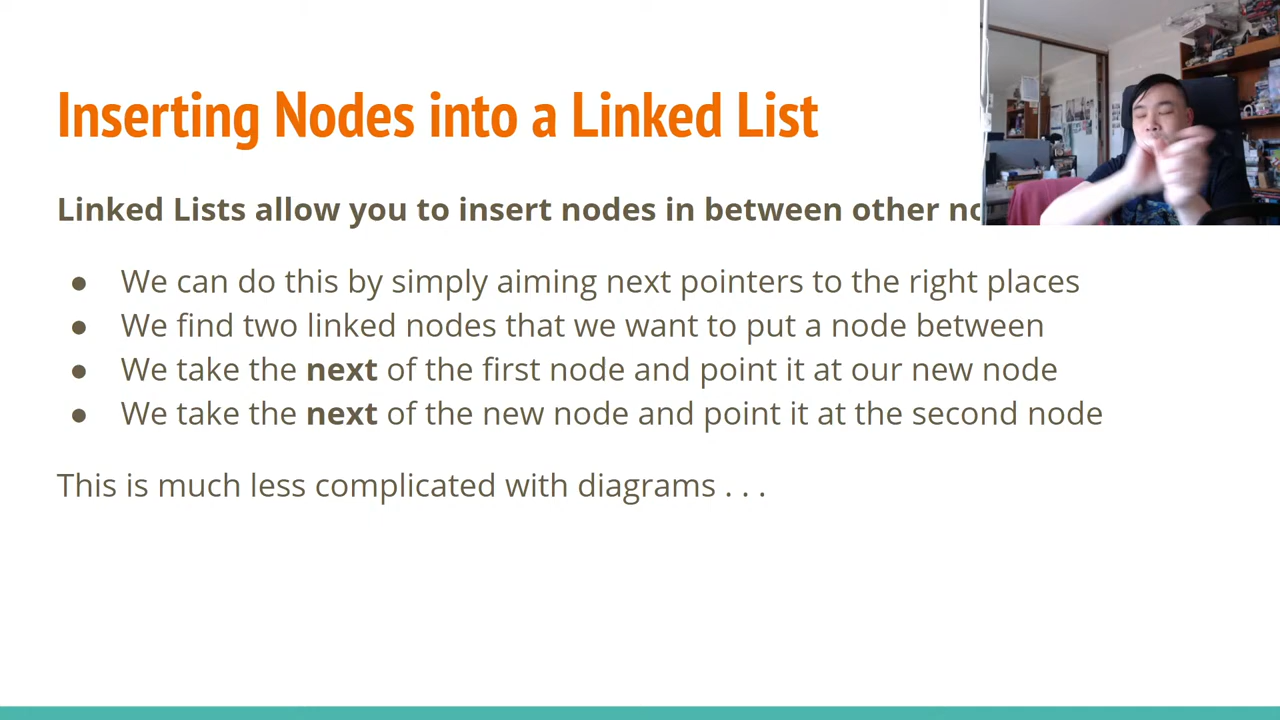 Inserting Nodes into a Linked List
Linked Lists allow you to insert nodes in between other
● We can do this by simply aiming next pointers to the right places
● We find two linked nodes that we want to put a node between
● We take the next of the first node and point it at our new node
● We take the next of the new node and point it at the second node
This is much less complicated with diagrams . . .